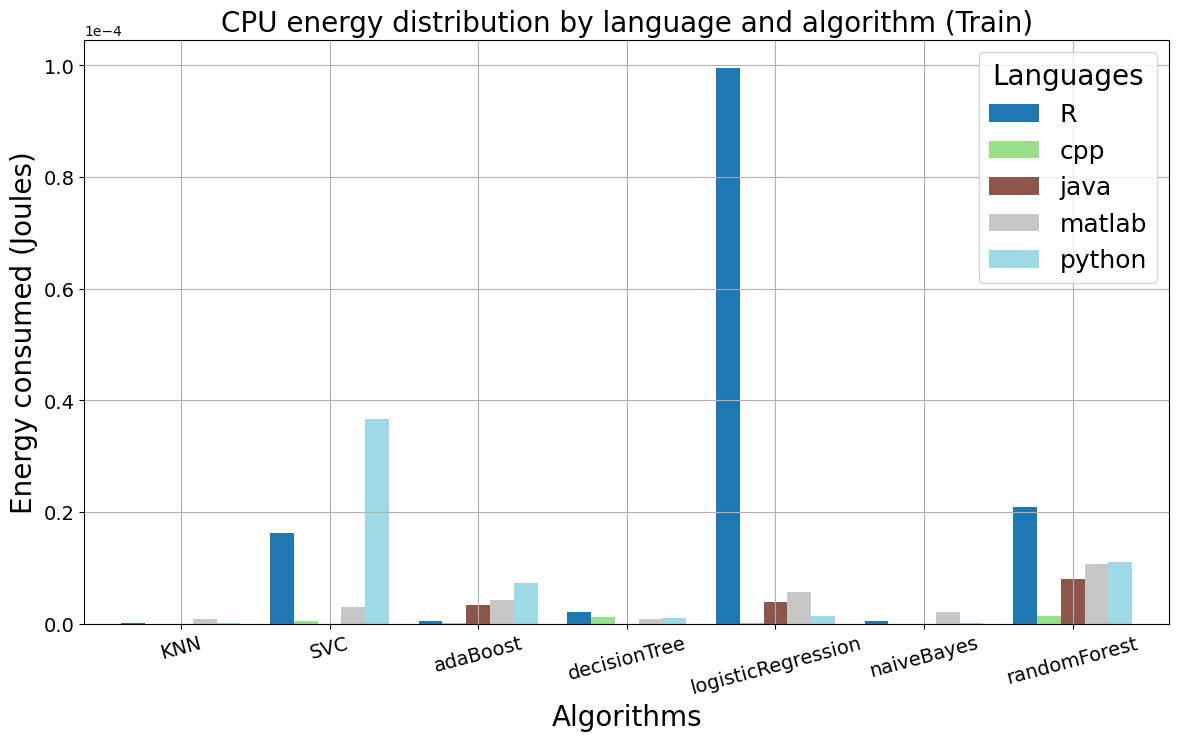 CPU energy distribution by language and algorithm (Train)
1e−4
1.0
0.8
0.6
0.4
0.2
0.0
Energy consumed (Joules)
Languages
R
cpp
java
matlab
python
KNN
SVC
adaBoost
decisionTree
logisticRegression
naiveBayes
randomForest
Algorithms